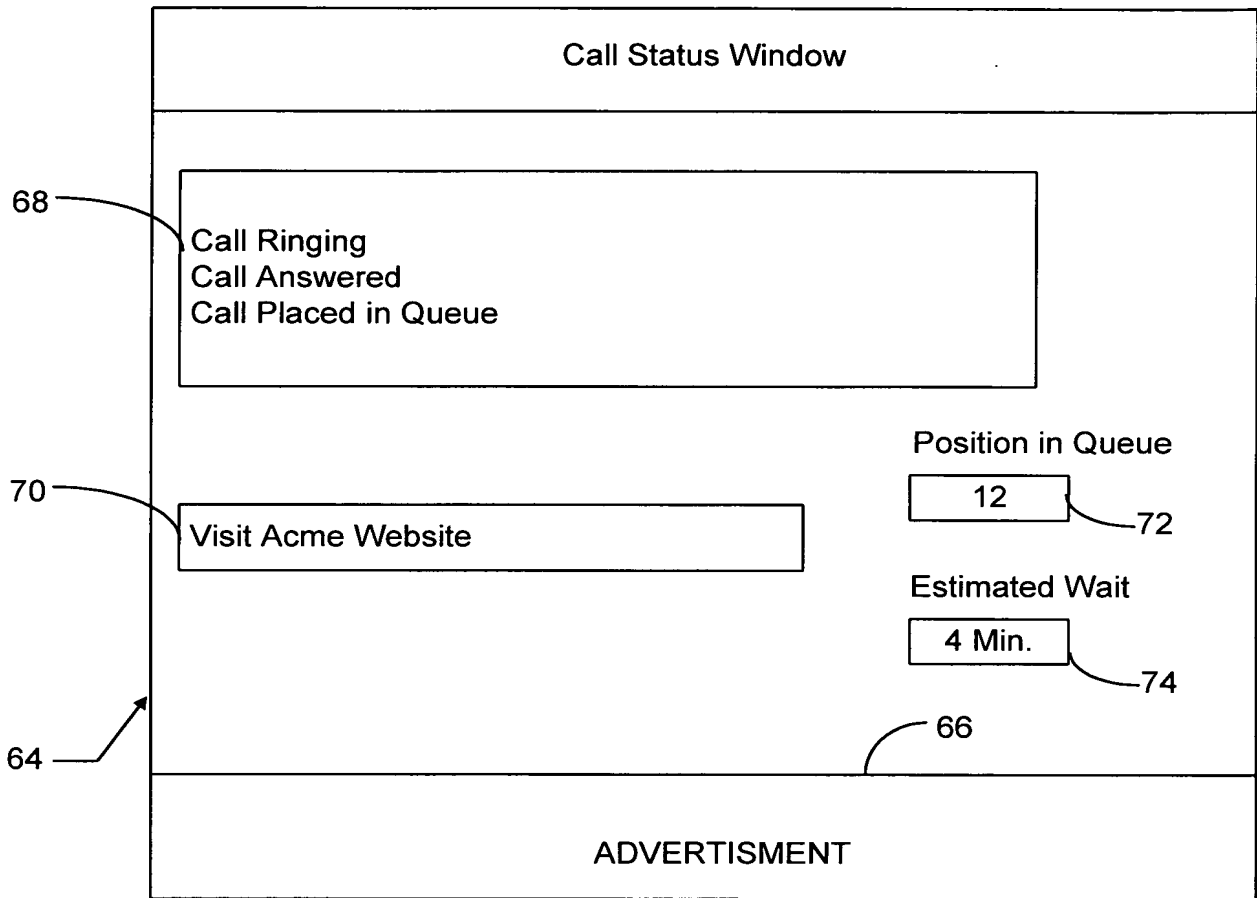 Call Status Window
68
Call Ringing
Call Answered
Call Placed in Queue
Position in Queue
70
12
72
Visit Acme Website
Estimated Wait
4 Min.
74
66
64
ADVERTISMENT